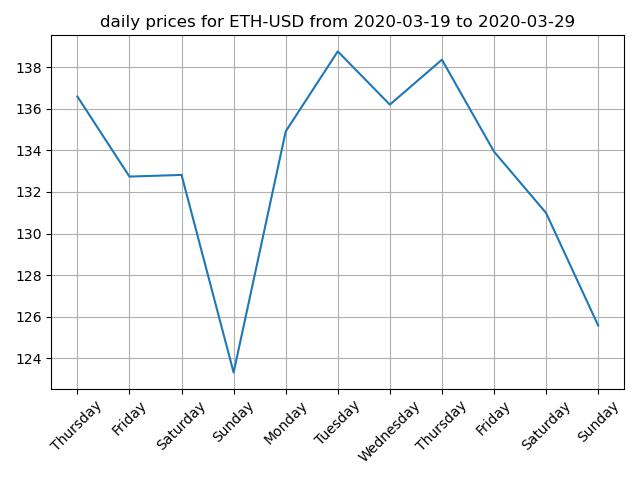 daily prices for ETH-USD from 2020-03-19 to 2020-03-29
138
136
134
132
130
128
126
124
Thursday
Friday
Saturday
Sunday
Monday
Tuesday
Wednesday
Thursday
Friday
Saturday
Sunday